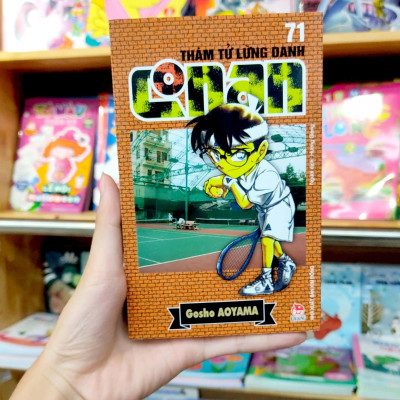 71
THÁM TỬ LỪNG DANH
CONAN
Gosho AOYAMA